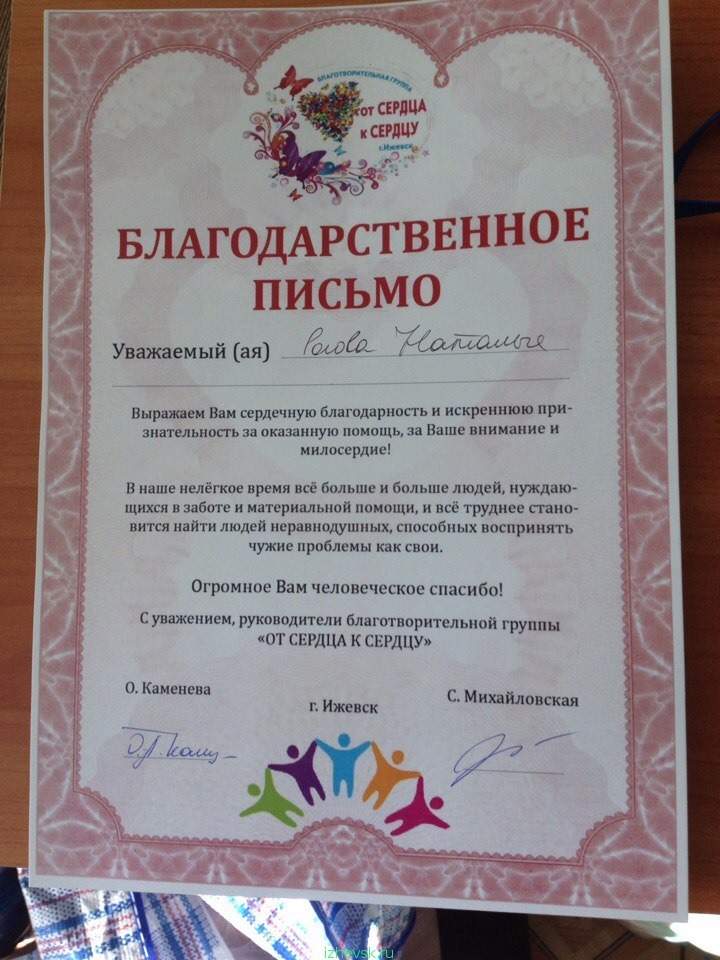 БЛАГОТВОРИТЕЛЬНАЯ ГРУППА
от СЕРДЦА
к СЕРДЦУ
г.Ижевск
БЛАГОДАРСТВЕННОЕ
ПИСЬМО
Уважаемый (ая) Наталье
Выражаем Вам сердечную благодарность и искреннюю при-
знательность за оказанную помощь, за Ваше внимание и
милосердие!
В наше нелёгкое время всё больше и больше людей, нуждаю-
щихся в заботе и материальной помощи, и всё труднее стано-
вится найти людей неравнодушных, способных воспринять
чужие проблемы как свои.
Огромное Вам человеческое спасибо!
С уважением, руководители благотворительной группы
«ОТ СЕРДЦА К СЕРДЦУ»
О. Каменева
г. Ижевск
С. Михайловская
izhevsk.ru